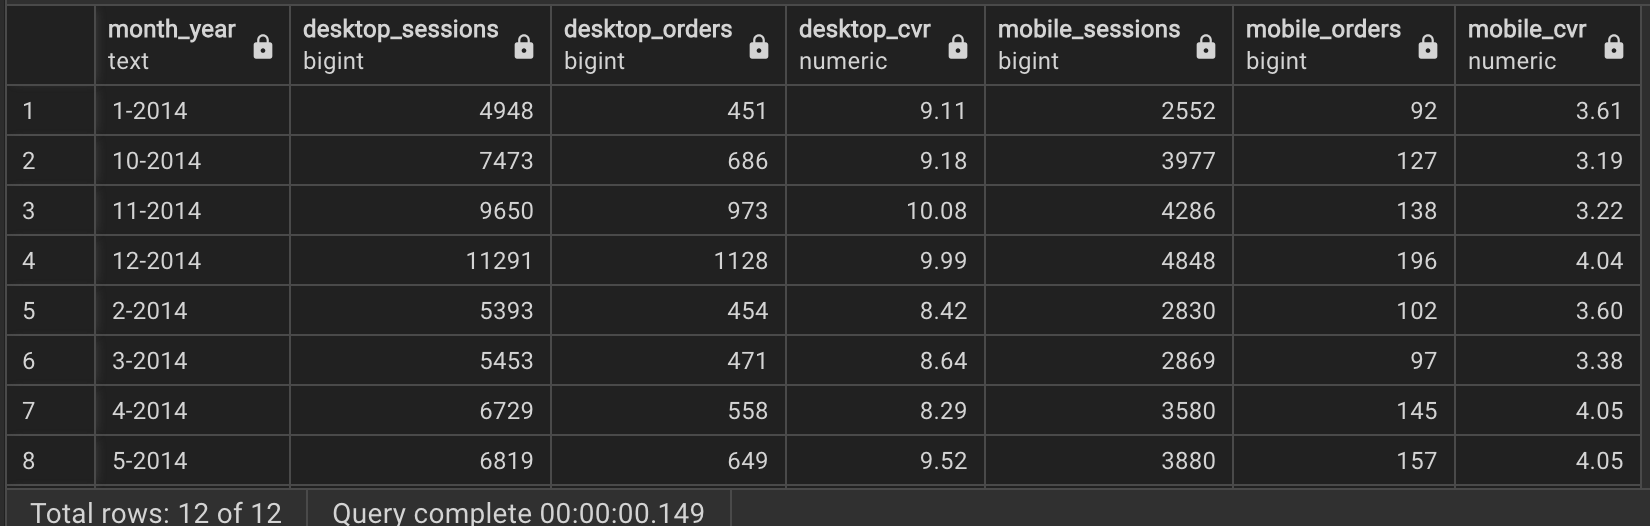 month_year desktop_sessions desktop_orders desktop_cvr mobile_sessions mobile_orders mobile_cvr
text bigint bigint numeric bigint bigint numeric
1 1-2014 4948 451 9.11 2552 92 3.61
2 10-2014 7473 686 9.18 3977 127 3.19
3 11-2014 9650 973 10.08 4286 138 3.22
4 12-2014 11291 1128 9.99 4848 196 4.04
5 2-2014 5393 454 8.42 2830 102 3.60
6 3-2014 5453 471 8.64 2869 97 3.38
7 4-2014 6729 558 8.29 3580 145 4.05
8 5-2014 6819 649 9.52 3880 157 4.05
Total rows: 12 of 12 Query complete 00:00:00.149